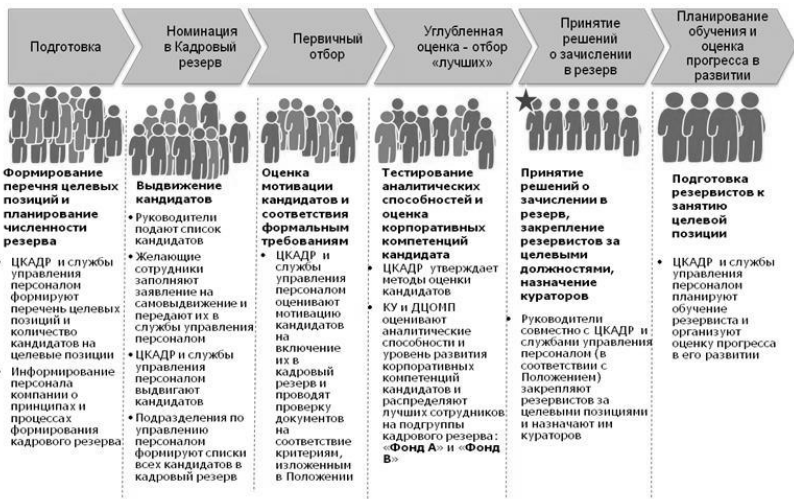 Подготовка
Номинация
в Кадровый
резерв
Первичный
отбор
Углубленная
оценка - отбор
«лучших»
Принятие
решений
о зачислении
в резерв
Планирование
обучения и
оценка
прогресса в
развитии
Формирование
перечня целевых
позиций и
планирование
численности
резерва
ЦКАДР и службы
управления
персоналом
формируют
перечень целевых
позиций и
количество
кандидатов на
целевые позиции
Информирование
персонала
компании о
принципах и
процессах
формирования
кадрового резерва
Выдвижение
кандидатов
• Руководители
подают список
кандидатов
• Желающие
сотрудники
заполняют
заявление на
самовыдвижение и
передают их в
службы управления
персоналом
• ЦКАДР и службы
управления
персоналом
выдвигают
кандидатов
• Подразделения по
управлению
персоналом
формируют списки
всех кандидатов в
кадровый резерв
Оценка
мотивации
кандидатов и
соответствия
формальным
требованиям
• ЦКАДР и
службы
управления
персоналом
оценивают
мотивацию
кандидатов
на
включение
их в
кадровый
резерв и
проводят
проверку
документов
на
соответствие
критериям,
изложенным
в Положении
Тестирование
аналитических
способностей и
оценка
корпоративных
компетенций
кандидата
• ЦКАДР утверждает
методы оценки
кандидатов
• КУ и ДЦОМП
оценивают
аналитические
способности и
уровень развития
корпоративных
компетенций
кандидатов и
распределяют
лучших сотрудников
на подгруппы
кадрового резерва:
«Фонд А» и «Фонд
В»
Принятие
решений о
зачислении в
резерв,
закрепление
резервистов за
целевыми
должностями,
назначение
кураторов
• Руководители
совместно с ЦКАДР и
службами управления
персоналом (в
соответствии с
Положением)
закрепляют
резервистов за
целевыми позициями
и назначают им
кураторов
Подготовка
резервистов к
занятию
целевой
позиции
• ЦКАДР и службы
управления
персоналом
планируют
обучение
резервиста и
организуют
оценку прогресса
в его развитии